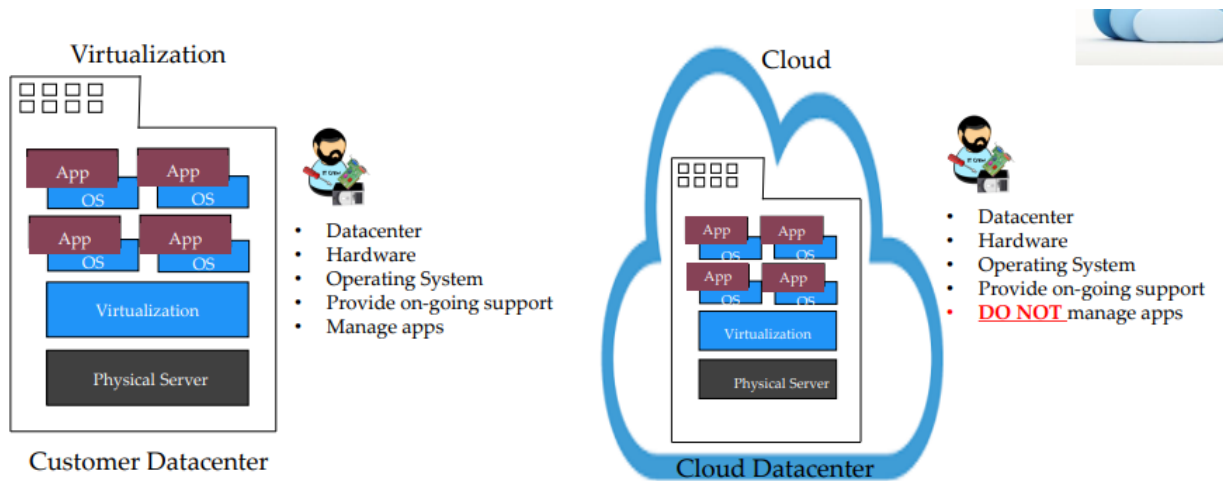 Virtualization
App
App
OS
OS
App
App
OS
OS
Virtualization
Physical Server
Customer Datacenter
• Datacenter
• Hardware
• Operating System
• Provide on-going support
• Manage apps
Cloud
App
App
OS
OS
App
App
OS
OS
Virtualization
Physical Server
Cloud Datacenter
• Datacenter
• Hardware
• Operating System
• Provide on-going support
• DO NOT manage apps